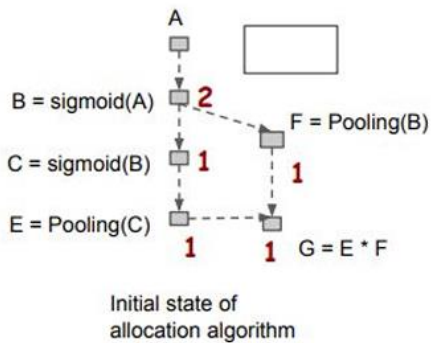 A
B = sigmoid(A)
2
F = Pooling(B)
C = sigmoid(B)
1
1
E = Pooling(C)
1
1
G = E * F
Initial state of
allocation algorithm